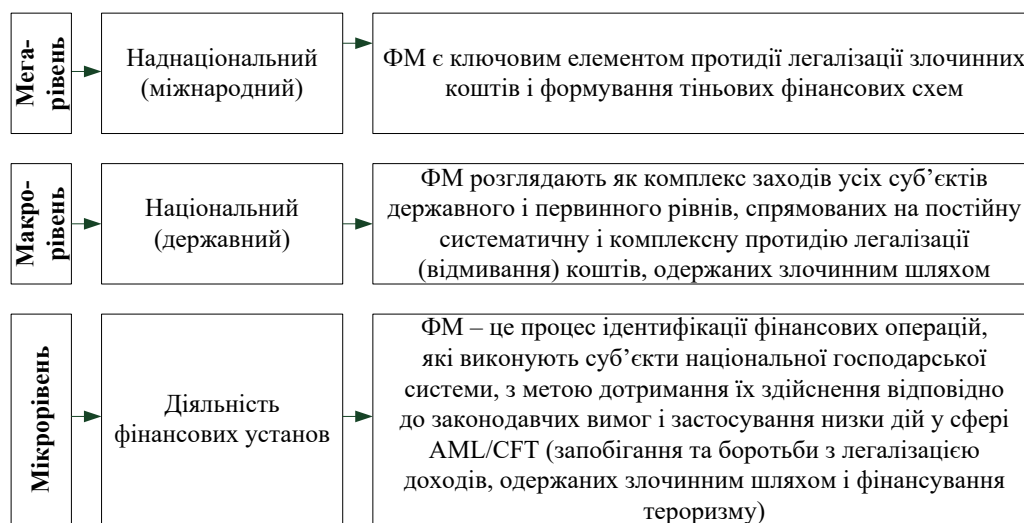 Мега-
рівень
Наднаціональний
(міжнародний)
ФМ є ключовим елементом протидії легалізації злочинних
коштів і формування тіньових фінансових схем
Макро-
рівень
Національний
(державний)
ФМ розглядають як комплекс заходів усіх суб’єктів
державного і первинного рівнів, спрямованих на постійну
систематичну і комплексну протидію легалізації
(відмивання) коштів, одержаних злочинним шляхом
Мікрорівень
Діяльність
фінансових установ
ФМ – це процес ідентифікації фінансових операцій,
які виконують суб’єкти національної господарської
системи, з метою дотримання їх здійснення відповідно
до законодавчих вимог і застосування низки дій у сфері
AML/CFT (запобігання та боротьби з легалізацією
доходів, одержаних злочинним шляхом і фінансування
тероризму)